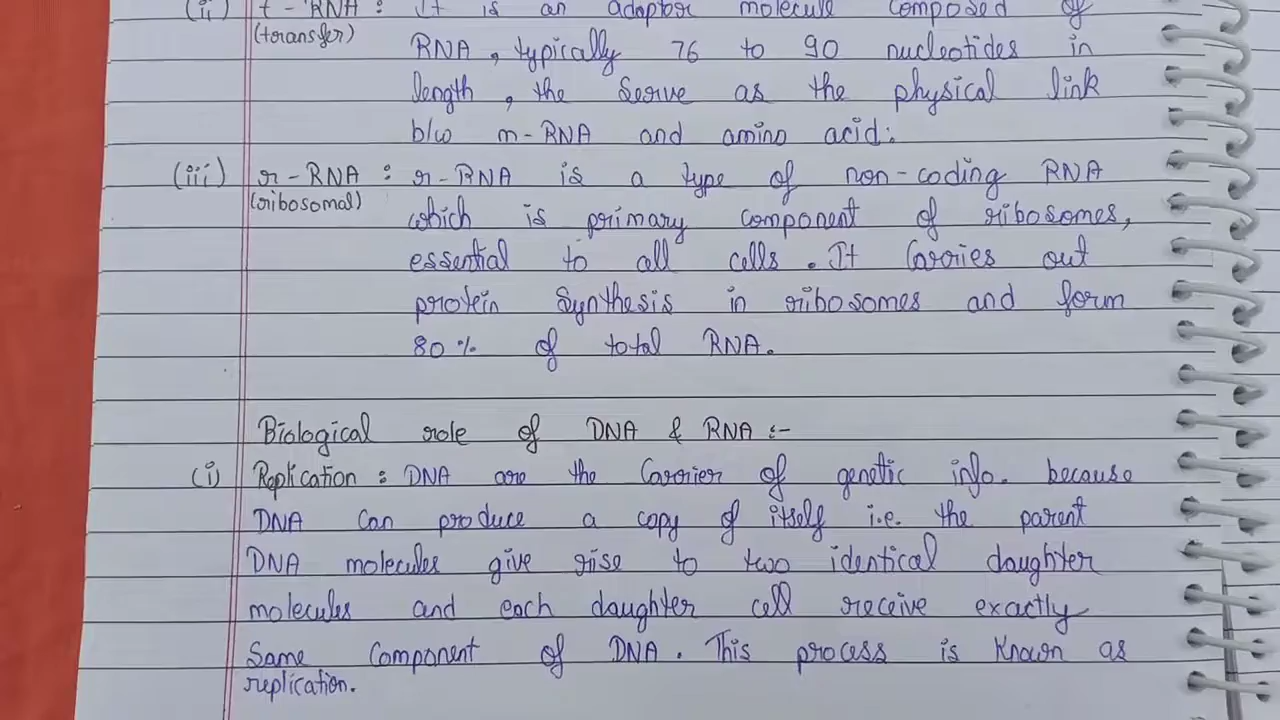 (ii) t-RNA : It is an adaptor molecule composed of
(transfer) RNA, typically 76 to 90 nucleotides in
length, the serve as the physical link
b/w m-RNA and amino acid.
(iii) r-RNA : r-RNA is a type of non-coding RNA
(ribosomal) which is primary component of ribosomes,
essential to all cells. It Carries out
protein synthesis in ribosomes and form
80% of total RNA.
Biological role of DNA & RNA :-
(i) Replication : DNA are the Carrier of genetic info. because
DNA Can produce a copy of itself i.e. the parent
DNA molecules give rise to two identical daughter
molecules and each daughter cell receive exactly
Same Component of DNA. This process is known as
replication.